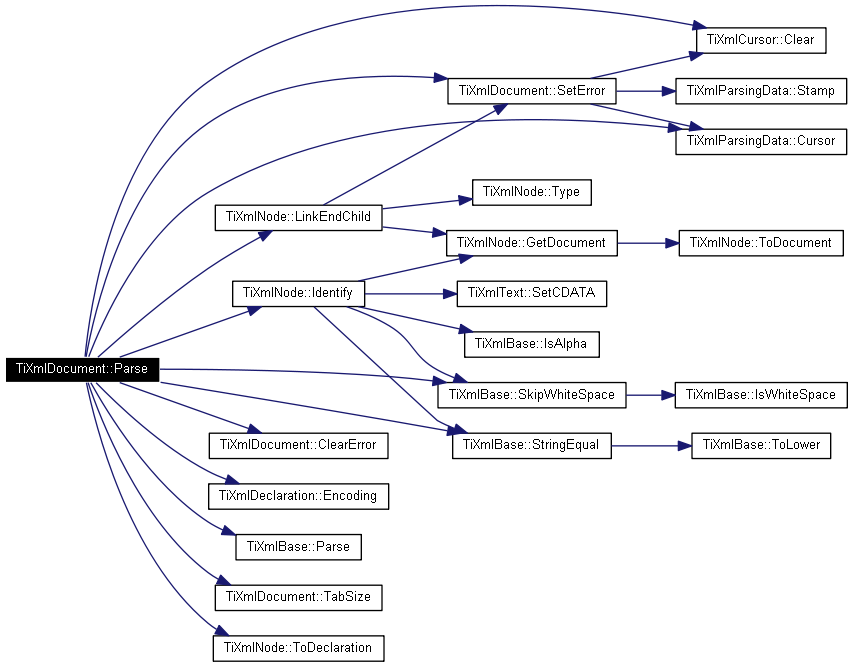 TiXmlCursor::Clear
TiXmlDocument::SetError
TiXmlParsingData::Stamp
TiXmlParsingData::Cursor
TiXmlNode::Type
TiXmlNode::LinkEndChild
TiXmlNode::GetDocument
TiXmlNode::ToDocument
TiXmlNode::Identify
TiXmlText::SetCDATA
TiXmlBase::IsAlpha
TiXmlDocument::Parse
TiXmlBase::SkipWhiteSpace
TiXmlBase::IsWhiteSpace
TiXmlDocument::ClearError
TiXmlBase::StringEqual
TiXmlBase::ToLower
TiXmlDeclaration::Encoding
TiXmlBase::Parse
TiXmlDocument::TabSize
TiXmlNode::ToDeclaration